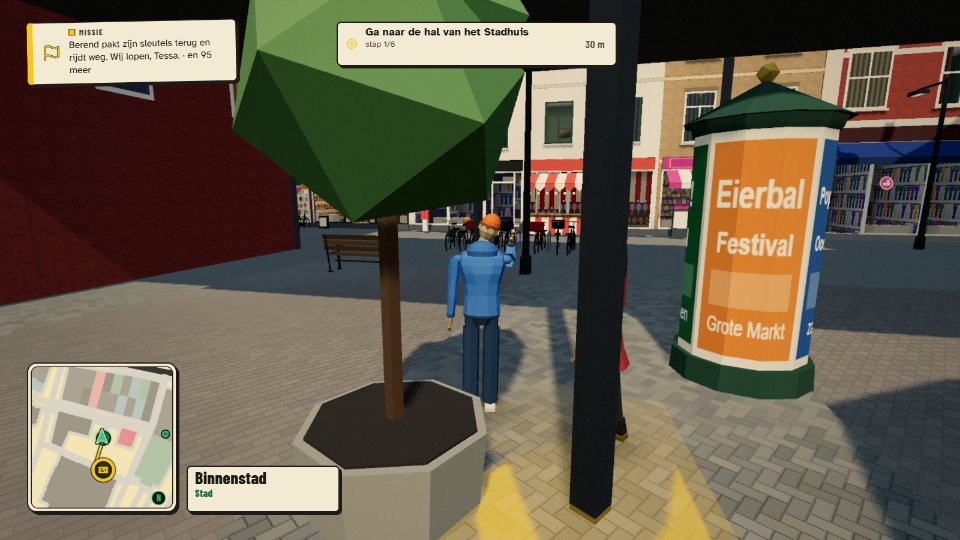 MISSIE
Berend pakt zijn sleutels terug en
rijdt weg. Wij lopen, Tessa. · en 95
meer
Ga naar de hal van het Stadhuis
stap 1/6
30 m
Eierbal
Festival
Grote Markt
Binnenstad
Stad
N